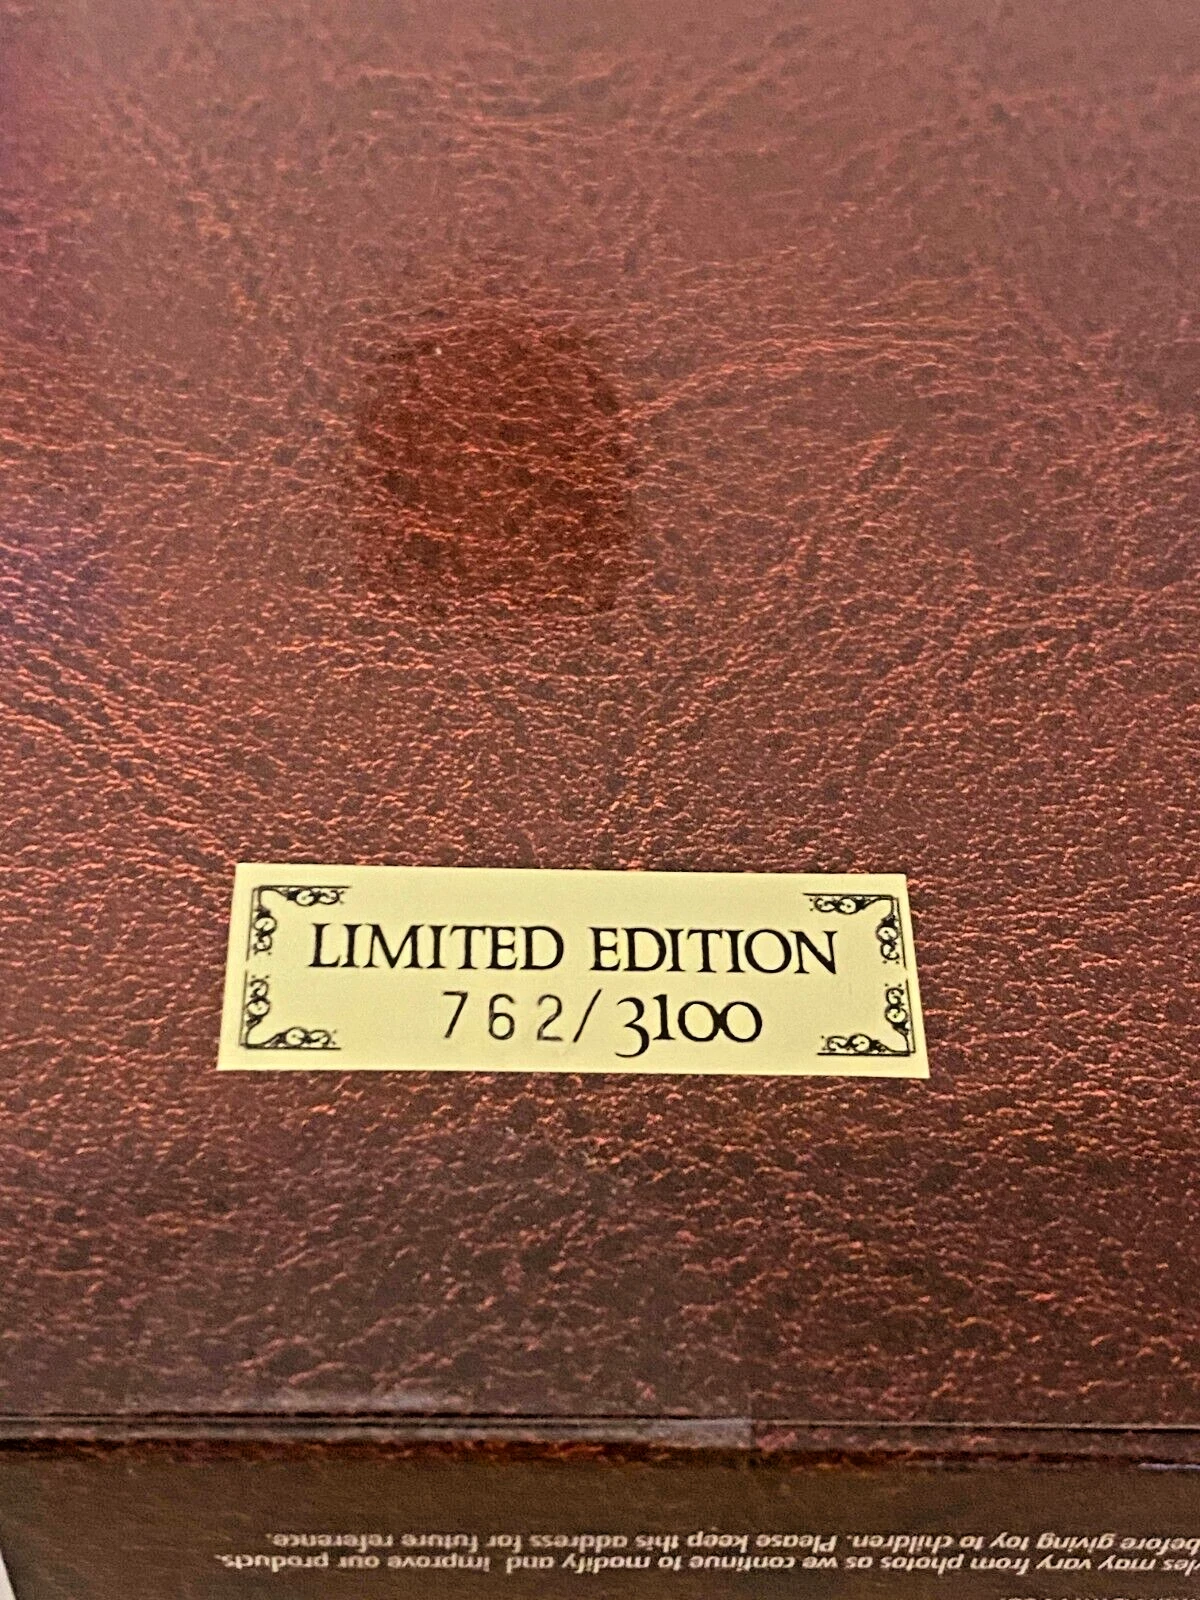 LIMITED EDITION
762/3100
les may vary from photos as we continue to modify and improve our products.
before giving toy to children. Please keep this address for future reference.